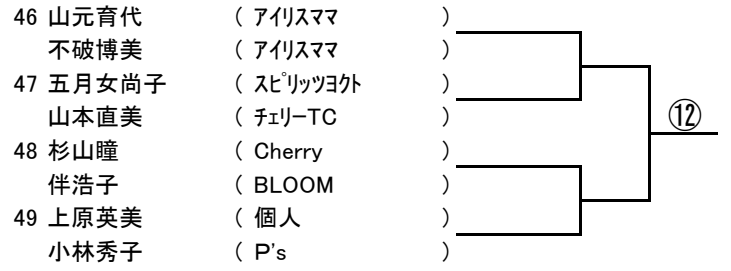 46 山元育代 ( アイリスママ )
不破博美 ( アイリスママ )
47 五月女尚子 ( スピリッツヨクト )
山本直美 ( チェリーTC )
⑫
48 杉山瞳 ( Cherry )
伴浩子 ( BLOOM )
49 上原英美 ( 個人 )
小林秀子 ( P's )